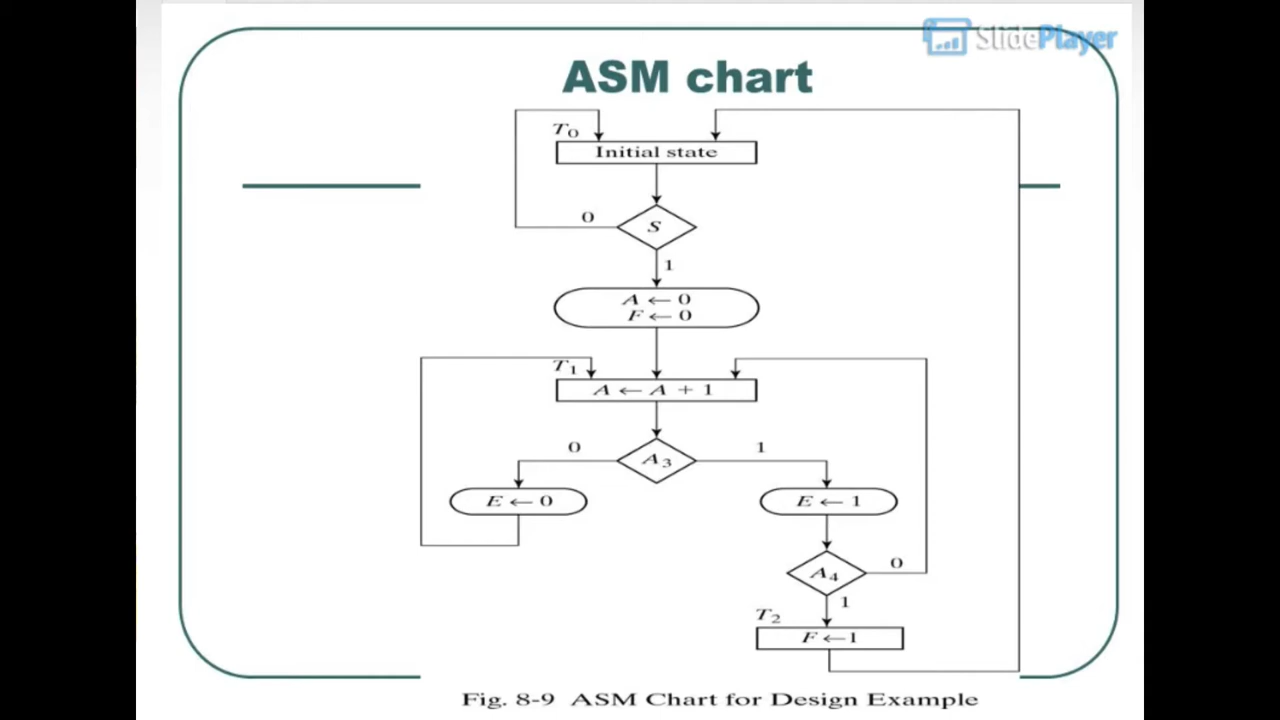 SlidePlayer
ASM chart
T0
Initial state
0
S
1
A ← 0
F ← 0
T1
A ← A + 1
0
A3
1
E ← 0
E ← 1
A4
0
1
T2
F ← 1
Fig. 8-9 ASM Chart for Design Example